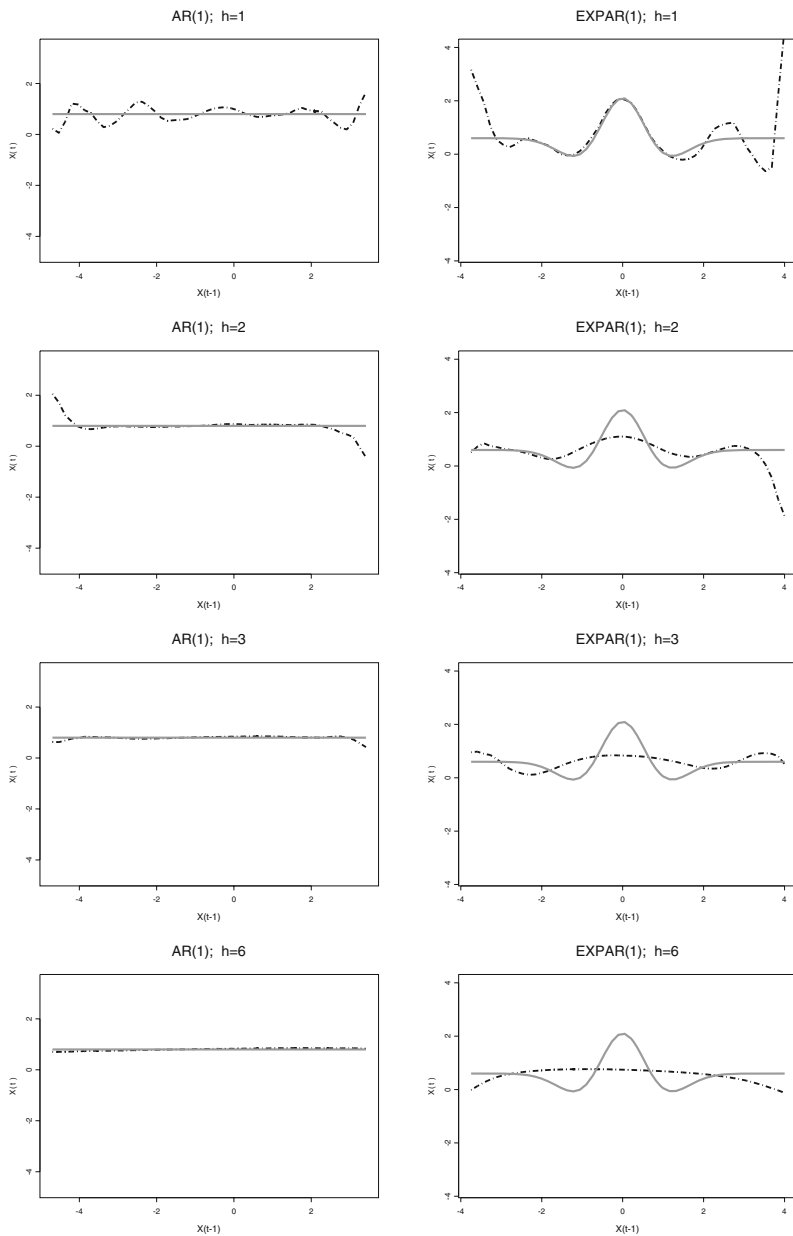 AR(1); h=1
EXPAR(1); h=1
X(t)
2
0
-2
-4
-4 -2 0 2
X(t-1)
X(t)
4
2
0
-2
-4
-4 -2 0 2 4
X(t-1)
AR(1); h=2
EXPAR(1); h=2
X(t)
2
0
-2
-4
-4 -2 0 2
X(t-1)
X(t)
4
2
0
-2
-4
-4 -2 0 2 4
X(t-1)
AR(1); h=3
EXPAR(1); h=3
X(t)
2
0
-2
-4
-4 -2 0 2
X(t-1)
X(t)
4
2
0
-2
-4
-4 -2 0 2 4
X(t-1)
AR(1); h=6
EXPAR(1); h=6
X(t)
2
0
-2
-4
-4 -2 0 2
X(t-1)
X(t)
4
2
0
-2
-4
-4 -2 0 2 4
X(t-1)